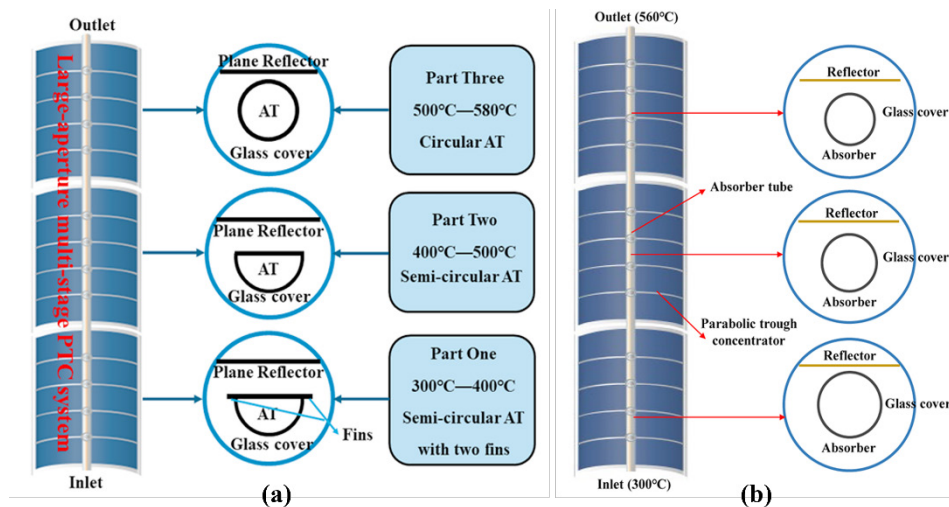 Outlet
Large-aperture multi-stage PTC system
Inlet
Plane Reflector
AT
Glass cover
Part Three
500°C—580°C
Circular AT
Plane Reflector
AT
Glass cover
Part Two
400°C—500°C
Semi-circular AT
Plane Reflector
AT
Glass cover
Fins
Part One
300°C—400°C
Semi-circular AT
with two fins
(a)
Outlet (560°C)
Reflector
Glass cover
Absorber
Absorber tube
Reflector
Glass cover
Absorber
Parabolic trough
concentrator
Reflector
Glass cover
Absorber
Inlet (300°C)
(b)